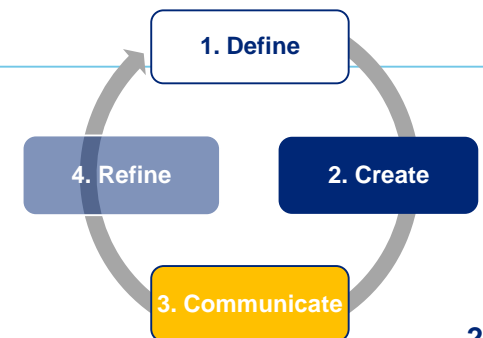 1. Define
4. Refine
2. Create
3. Communicate
2